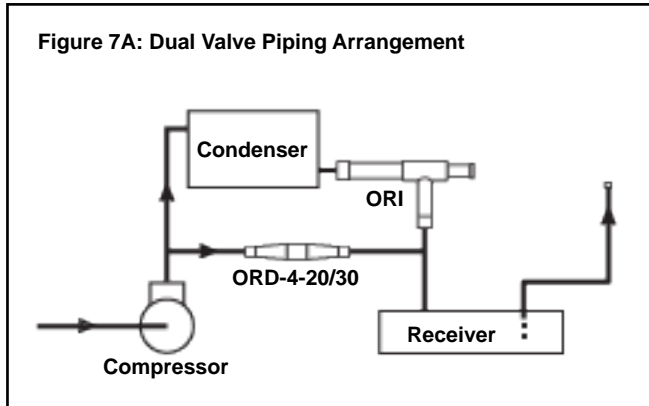 Figure 7A: Dual Valve Piping Arrangement
Condenser
ORI
ORD-4-20/30
Receiver
Compressor